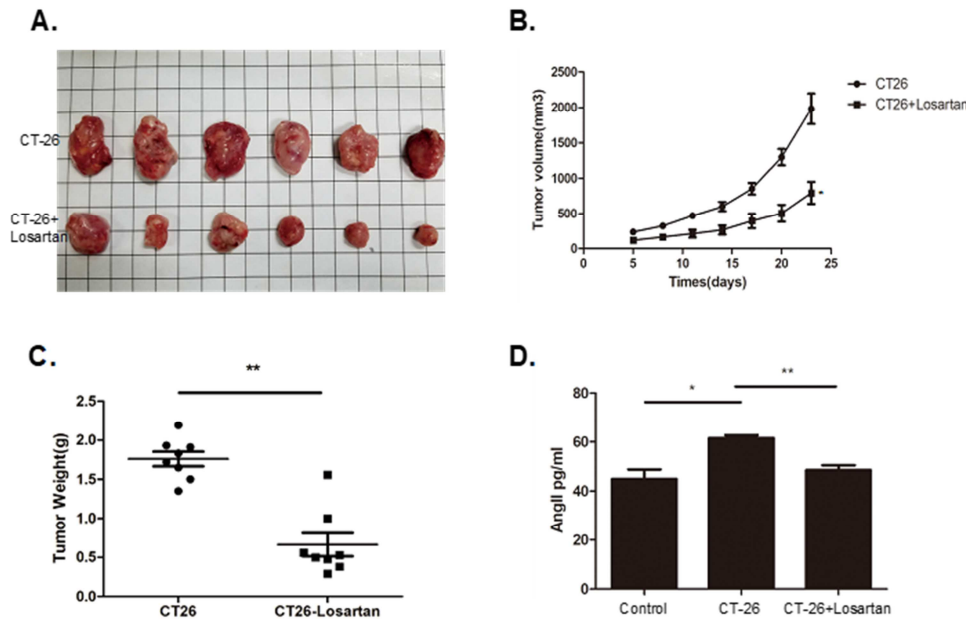 A.
CT-26
CT-26+
Losartan
B.
Tumor volume(mm3)
2500
2000
1500
1000
500
0
0 5 10 15 20 25
Times(days)
CT26
CT26+Losartan
*
C.
**
Tumor Weight(g)
2.5
2.0
1.5
1.0
0.5
0.0
CT26 CT26-Losartan
D.
* **
AngII pg/ml
80
60
40
20
0
Control CT-26 CT-26+Losartan